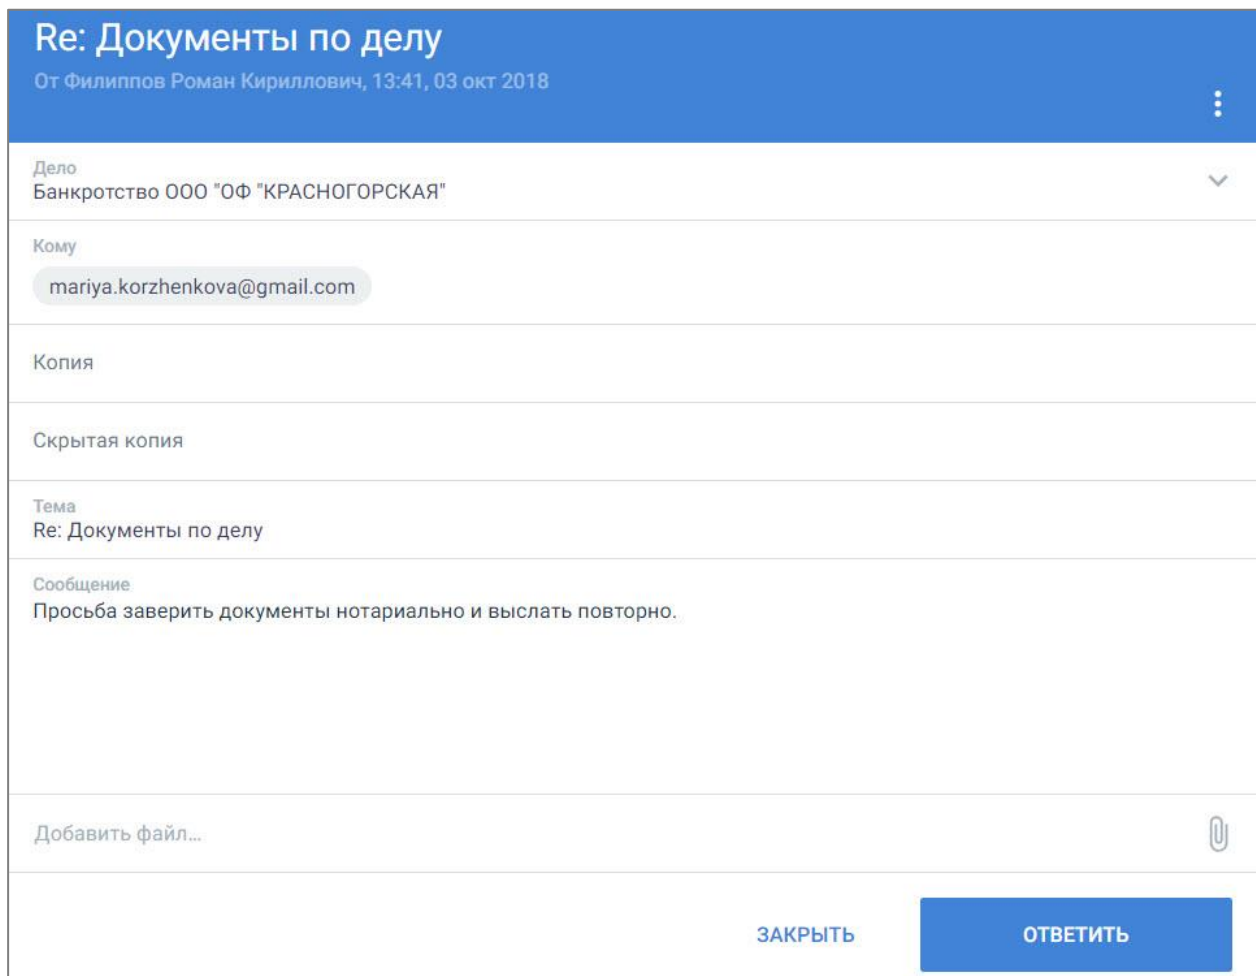 Re: Документы по делу
От Филиппов Роман Кириллович, 13:41, 03 окт 2018
Дело
Банкротство ООО "ОФ "КРАСНОГОРСКАЯ"
Кому
mariya.korzhenkova@gmail.com
Копия
Скрытая копия
Тема
Re: Документы по делу
Сообщение
Просьба заверить документы нотариально и выслать повторно.
Добавить файл…
ЗАКРЫТЬ
ОТВЕТИТЬ